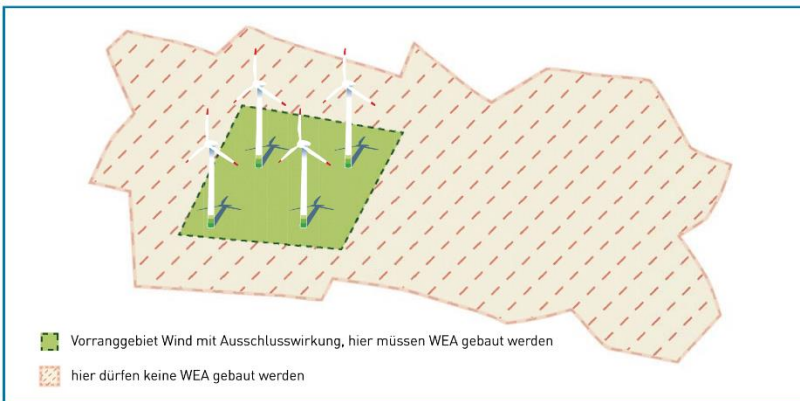 Vorranggebiet Wind mit Ausschlusswirkung, hier müssen WEA gebaut werden
hier dürfen keine WEA gebaut werden